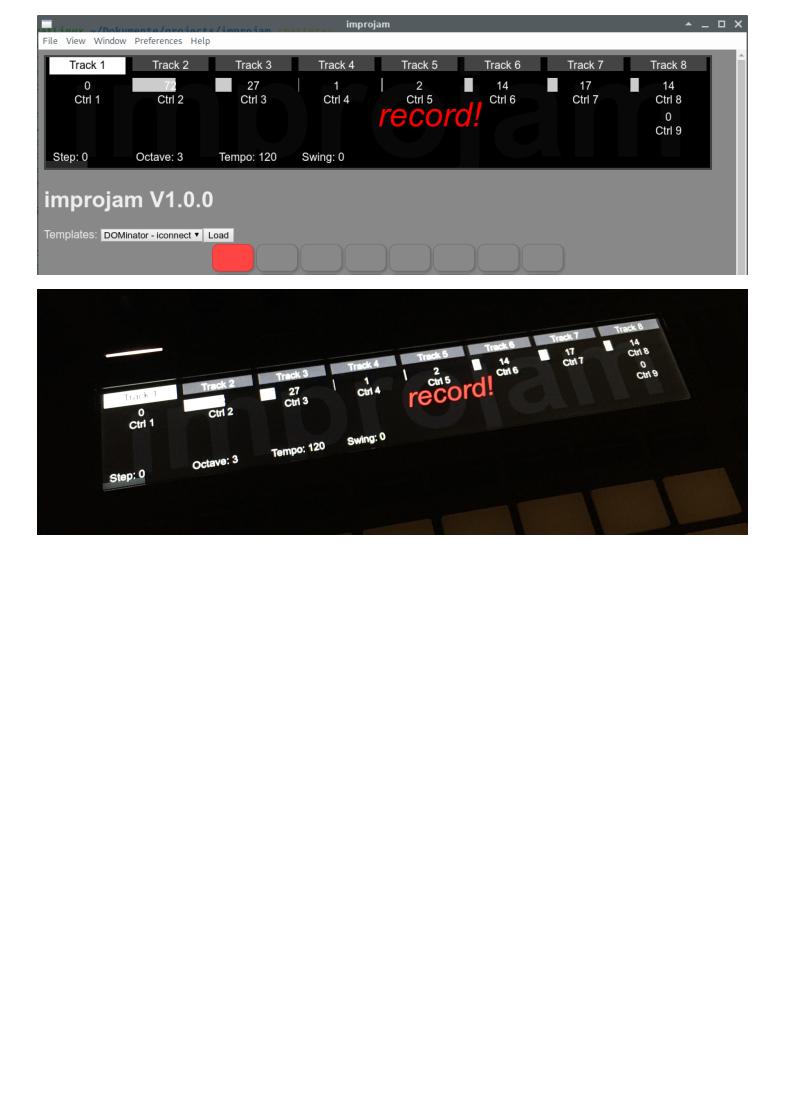 improjam
File View Window Preferences Help
Track 1 Track 2 Track 3 Track 4 Track 5 Track 6 Track 7 Track 8
0 72 27 1 2 14 17 14
Ctrl 1 Ctrl 2 Ctrl 3 Ctrl 4 Ctrl 5 Ctrl 6 Ctrl 7 Ctrl 8
record!
0
Ctrl 9
improjam
Step: 0 Octave: 3 Tempo: 120 Swing: 0
improjam V1.0.0
Templates: DOMinator - iconnect Load
Track 1 Track 2 Track 3 Track 4 Track 5 Track 6 Track 7 Track 8
0 27 1 2 14 17 14
Ctrl 1 Ctrl 2 Ctrl 3 Ctrl 4 Ctrl 5 Ctrl 6 Ctrl 7 Ctrl 8
record!
0
Ctrl 9
improjam
Step: 0 Octave: 3 Tempo: 120 Swing: 0